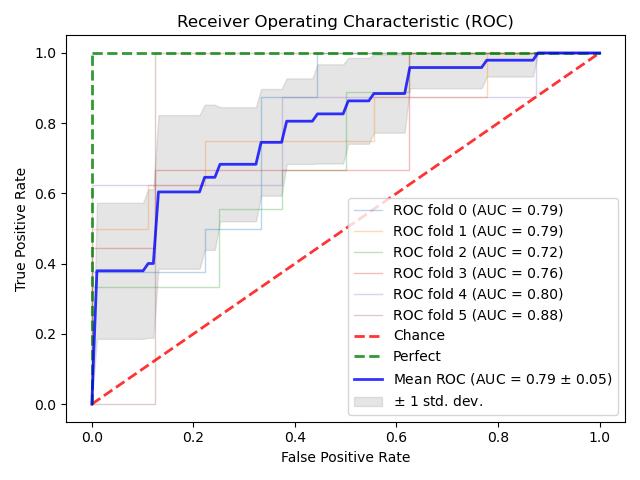 Receiver Operating Characteristic (ROC)
True Positive Rate
1.0
0.8
0.6
0.4
0.2
0.0
ROC fold 0 (AUC = 0.79)
ROC fold 1 (AUC = 0.79)
ROC fold 2 (AUC = 0.72)
ROC fold 3 (AUC = 0.76)
ROC fold 4 (AUC = 0.80)
ROC fold 5 (AUC = 0.88)
Chance
Perfect
Mean ROC (AUC = 0.79 ± 0.05)
± 1 std. dev.
0.0 0.2 0.4 0.6 0.8 1.0
False Positive Rate